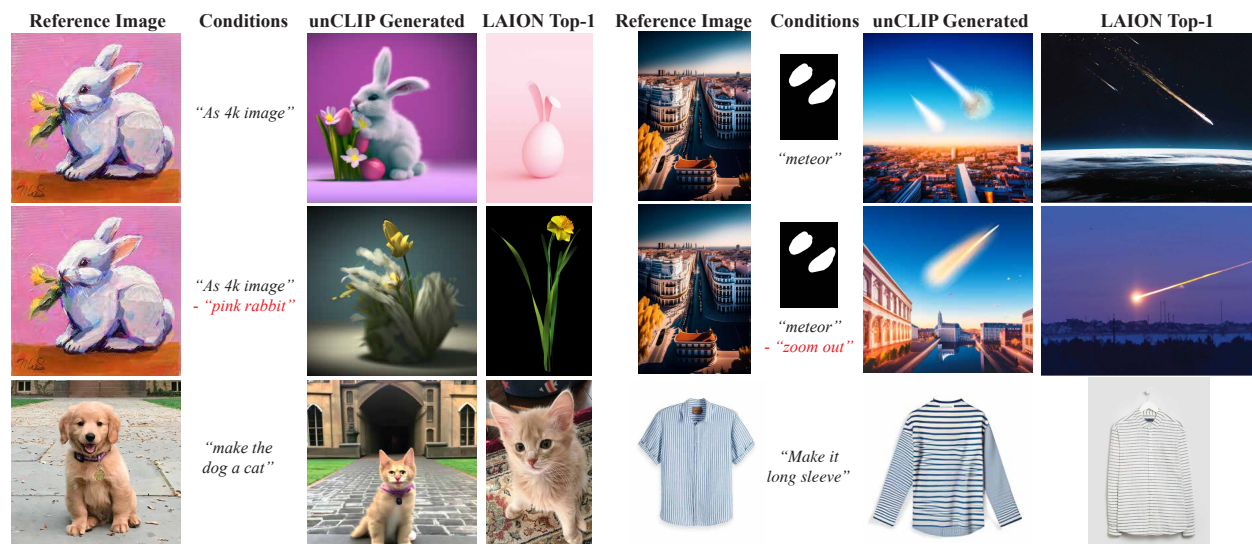 Reference Image Conditions unCLIP Generated LAION Top-1 Reference Image Conditions unCLIP Generated LAION Top-1
“As 4k image”
“meteor”
“As 4k image”
- “pink rabbit”
“meteor”
- “zoom out”
“make the
dog a cat”
“Make it
long sleeve”